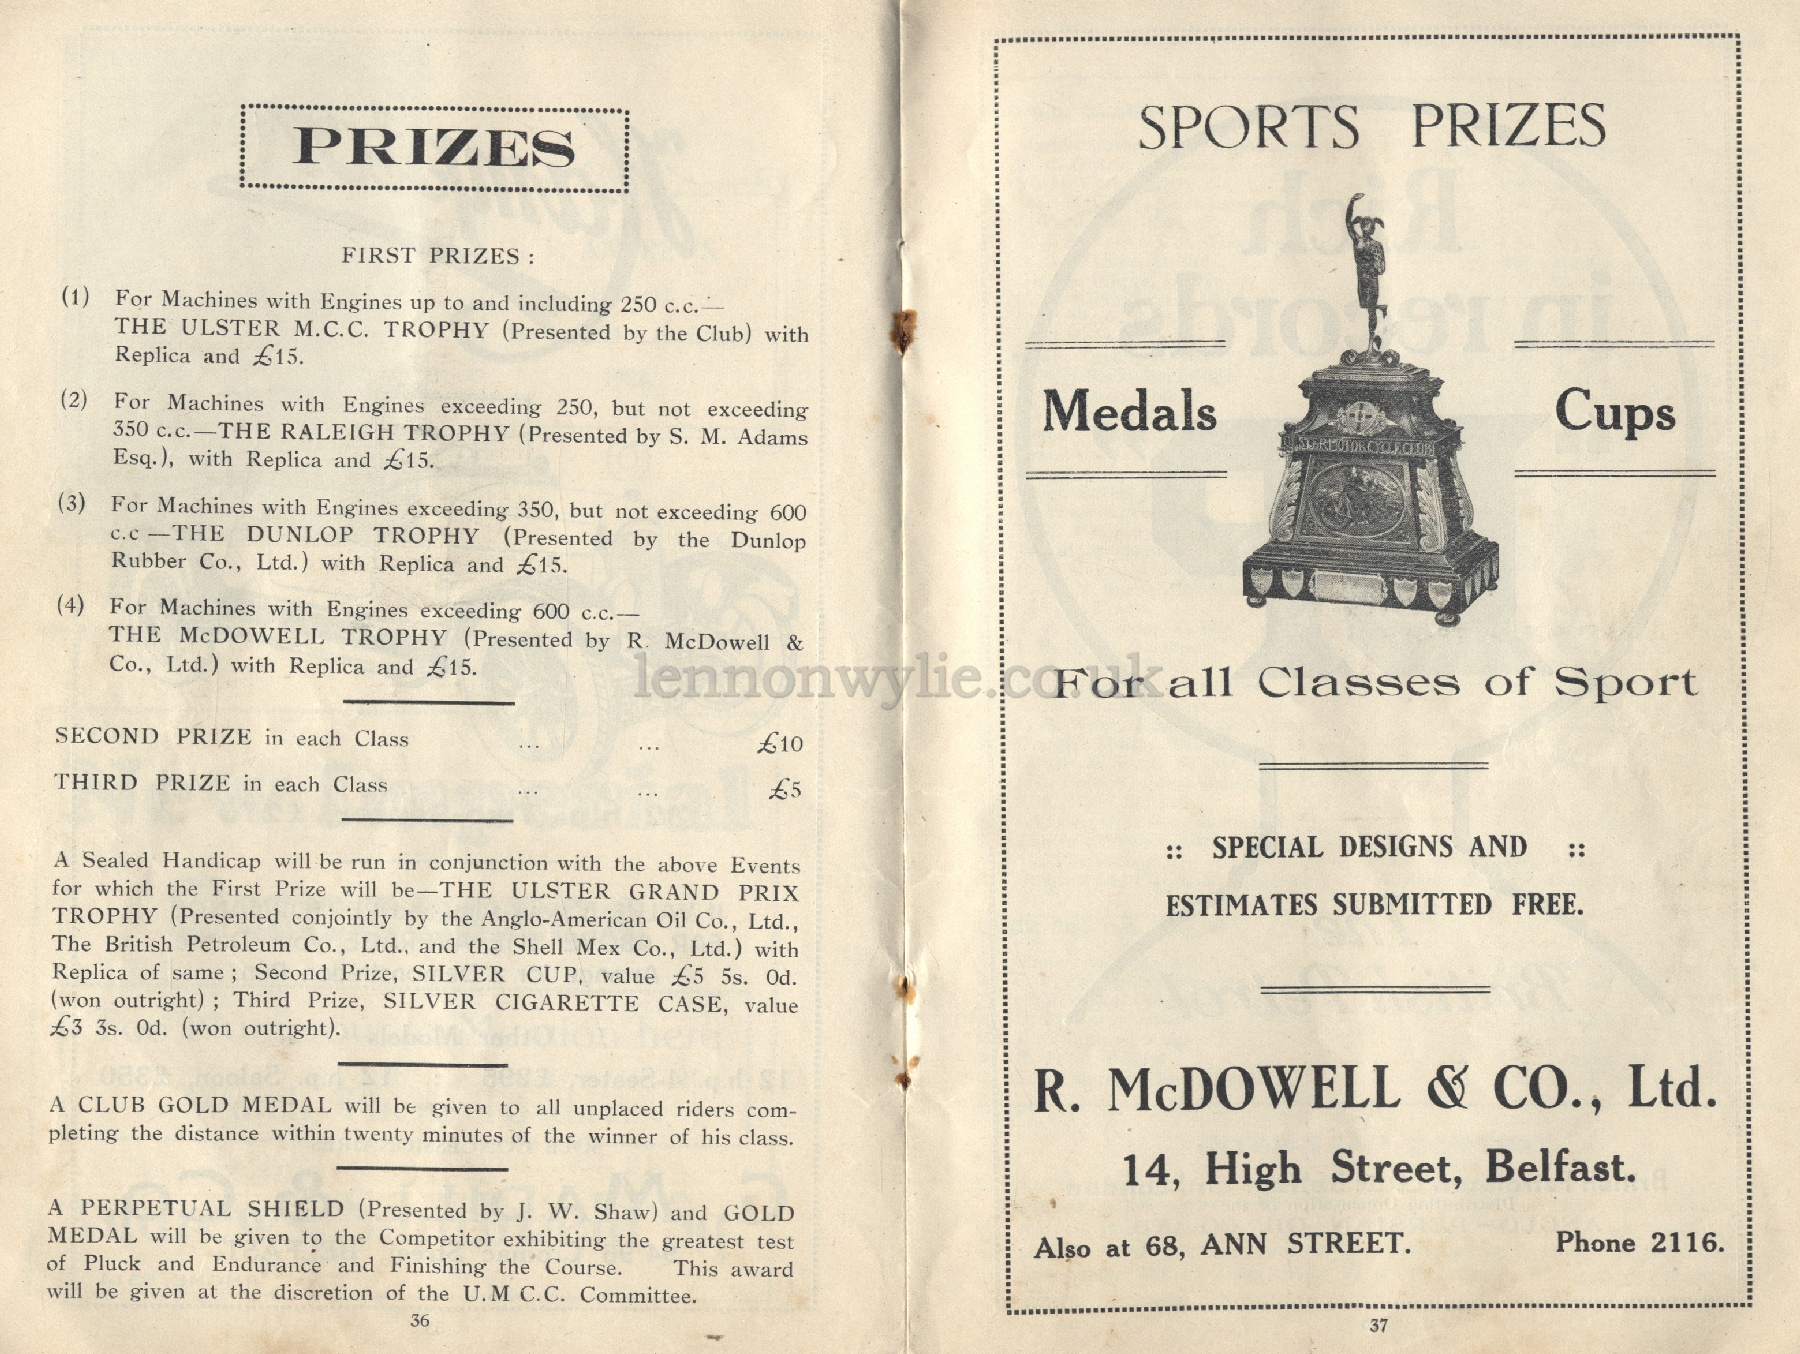 PRIZES
FIRST PRIZES :
(1) For Machines with Engines up to and including 250 c.c.—
THE ULSTER M.C.C. TROPHY (Presented by the Club) with
Replica and £15.
(2) For Machines with Engines exceeding 250, but not exceeding
350 c.c.—THE RALEIGH TROPHY (Presented by S. M. Adams
Esq.), with Replica and £15.
(3) For Machines with Engines exceeding 350, but not exceeding 600
c.c —THE DUNLOP TROPHY (Presented by the Dunlop
Rubber Co., Ltd.) with Replica and £15.
(4) For Machines with Engines exceeding 600 c.c.—
THE McDOWELL TROPHY (Presented by R. McDowell &
Co., Ltd.) with Replica and £15.
SECOND PRIZE in each Class ... ... £10
THIRD PRIZE in each Class ... ... £5
A Sealed Handicap will be run in conjunction with the above Events
for which the First Prize will be—THE ULSTER GRAND PRIX
TROPHY (Presented conjointly by the Anglo-American Oil Co., Ltd.,
The British Petroleum Co., Ltd., and the Shell Mex Co., Ltd.) with
Replica of same ; Second Prize, SILVER CUP, value £5 5s. 0d.
(won outright) ; Third Prize, SILVER CIGARETTE CASE, value
£3 3s. 0d. (won outright).
A CLUB GOLD MEDAL will be given to all unplaced riders com-
pleting the distance within twenty minutes of the winner of his class.
A PERPETUAL SHIELD (Presented by J. W. Shaw) and GOLD
MEDAL will be given to the Competitor exhibiting the greatest test
of Pluck and Endurance and Finishing the Course. This award
will be given at the discretion of the U.M C.C. Committee.
36
SPORTS PRIZES
Medals
Cups
ULSTER MOTOR CYCLE CLUB
For all Classes of Sport
:: SPECIAL DESIGNS AND ::
ESTIMATES SUBMITTED FREE.
R. McDOWELL & CO., Ltd.
14, High Street, Belfast.
Also at 68, ANN STREET. Phone 2116.
37
lennonwylie.co.uk